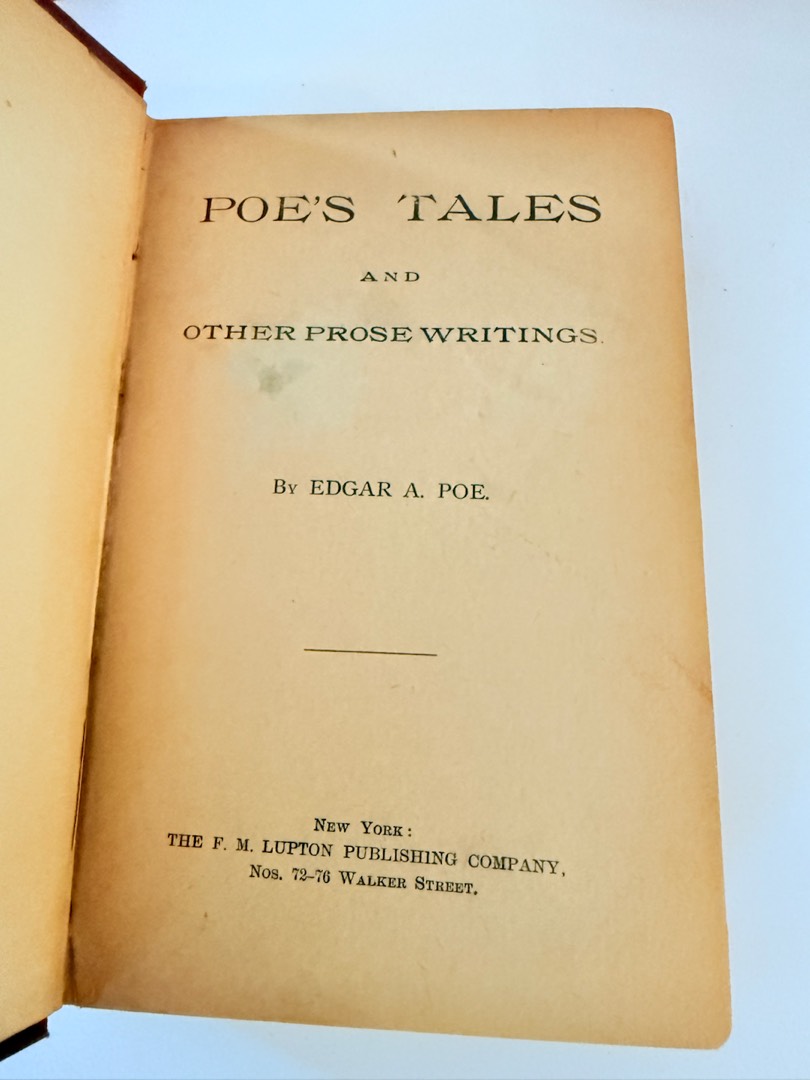 POE'S TALES
AND
OTHER PROSE WRITINGS.
By EDGAR A. POE.
New York:
THE F. M. LUPTON PUBLISHING COMPANY,
Nos. 72–76 Walker Street.